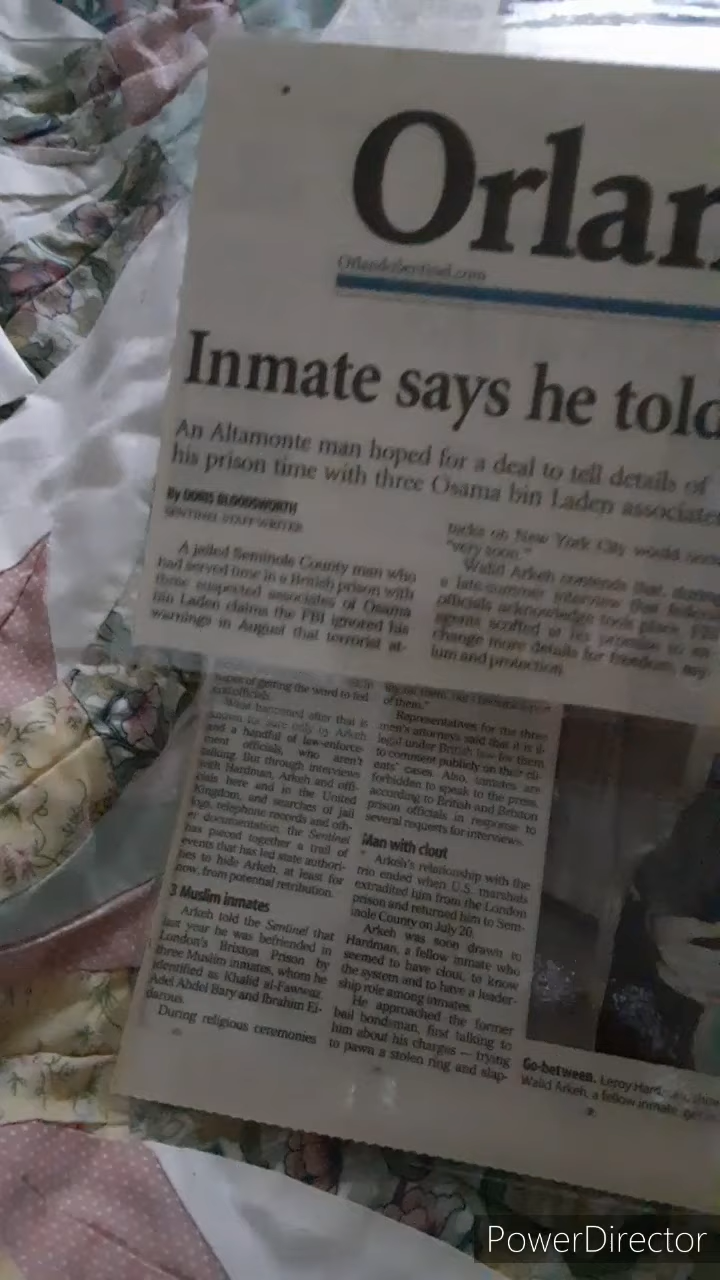 Orlan
OrlandoSentinel.com
Inmate says he told
An Altamonte man hoped for a deal to tell details of
his prison time with three Osama bin Laden associates
By DORIS BLOODSWORTH
SENTINEL STAFF WRITER
A jailed Seminole County man who
had served time in a British prison with
three suspected associates of Osama
bin Laden claims the FBI ignored his
warnings in August that terrorist at-
tacks on New York City would
"very soon."
Walid Arkeh contends that, during
a late-summer interview that
officials acknowledge took place, FBI
agents scoffed at his promise to ex-
change more details for freedom, asy-
lum and protection.
hopes of getting the word to fed-
eral officials.
What happened after that is
known for sure only by Arkeh
and a handful of law-enforce-
ment officials, who aren't
talking. But through interviews
with Hardman, Arkeh and offi-
cials here and in the United
Kingdom, and searches of jail
logs, telephone records and oth-
er documentation, the Sentinel
has pieced together a trail of
events that has led state authori-
ties to hide Arkeh, at least for
now, from potential retribution.
3 Muslim inmates
Arkeh told the Sentinel that
last year he was befriended in
London's Brixton Prison by
three Muslim inmates, whom he
identified as Khalid al-Fawwaz,
Adel Abdel Bary and Ibrahim Ei-
darous.
During religious ceremonies
of them."
Representatives for the three
men's attorneys said that it is il-
legal under British law for them
to comment publicly on their cli-
ents' cases. Also, inmates are
forbidden to speak to the press,
according to British and Brixton
prison officials in response to
several requests for interviews.
Man with clout
Arkeh's relationship with the
trio ended when U.S. marshals
extradited him from the London
prison and returned him to Sem-
inole County on July 20.
Arkeh was soon drawn to
Hardman, a fellow inmate who
seemed to have clout, to know
the system and to have a leader-
ship role among inmates.
He approached the former
bail bondsman, first talking to
him about his charges — trying
to pawn a stolen ring and slap-
Go-between. Leroy Hardman,
Walid Arkeh, a fellow inmate, get
PowerDirector